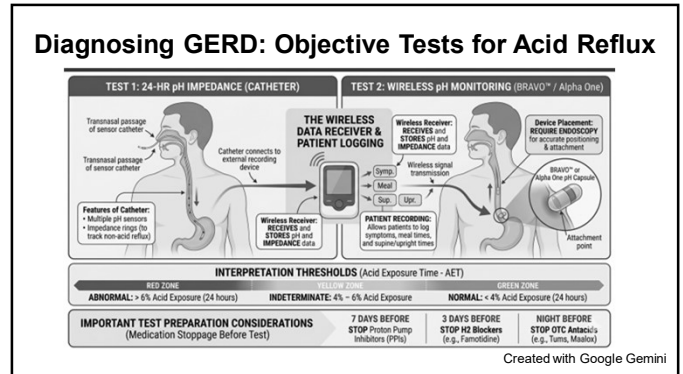 Diagnosing GERD: Objective Tests for Acid Reflux
TEST 1: 24-HR pH IMPEDANCE (CATHETER)
Transnasal passage
of sensor catheter
Transnasal passage
of sensor catheter
Features of Catheter:
• Multiple pH sensors
• Impedance rings (to
track non-acid reflux)
Catheter connects to
external recording
device
THE WIRELESS
DATA RECEIVER &
PATIENT LOGGING
Wireless Receiver:
RECEIVES and
STORES pH and
IMPEDANCE data
TEST 2: WIRELESS pH MONITORING (BRAVO™ / Alpha One)
Wireless Receiver:
RECEIVES and
STORES pH and
IMPEDANCE data
Symp.
Meal
Sup.
Upr.
Wireless signal
transmission
PATIENT RECORDING:
Allows patients to log
symptoms, meal times,
and supine/upright times
Device Placement:
REQUIRE ENDOSCOPY
for accurate positioning
& attachment
BRAVO™ or
Alpha One pH Capsule
Attachment
point
INTERPRETATION THRESHOLDS (Acid Exposure Time - AET)
RED ZONE
YELLOW ZONE
GREEN ZONE
ABNORMAL: > 6% Acid Exposure (24 hours)
INDETERMINATE: 4% – 6% Acid Exposure
NORMAL: < 4% Acid Exposure (24 hours)
IMPORTANT TEST PREPARATION CONSIDERATIONS
(Medication Stoppage Before Test)
7 DAYS BEFORE
STOP Proton Pump
Inhibitors (PPIs)
3 DAYS BEFORE
STOP H2 Blockers
(e.g., Famotidine)
NIGHT BEFORE
STOP OTC Antacids
(e.g., Tums, Maalox)
Created with Google Gemini